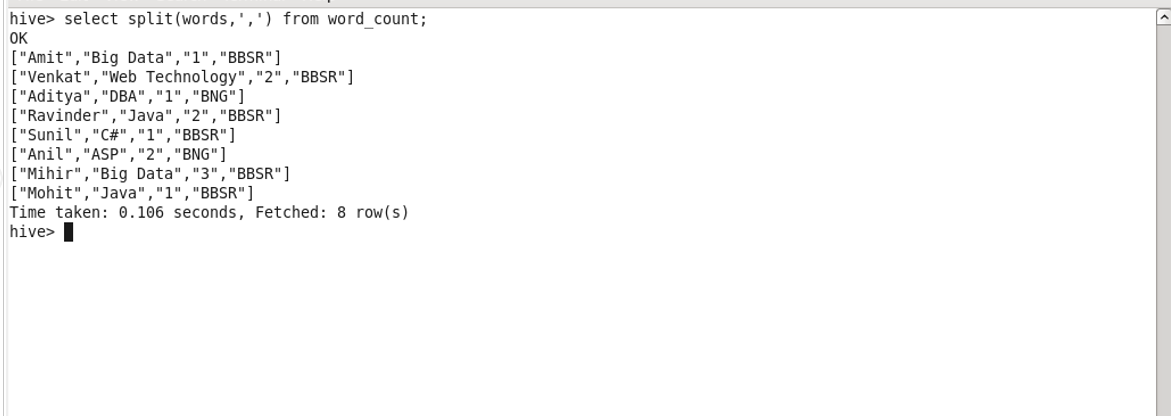 hive> select split(words,',') from word_count;
OK
["Amit","Big Data","1","BBSR"]
["Venkat","Web Technology","2","BBSR"]
["Aditya","DBA","1","BNG"]
["Ravinder","Java","2","BBSR"]
["Sunil","C#","1","BBSR"]
["Anil","ASP","2","BNG"]
["Mihir","Big Data","3","BBSR"]
["Mohit","Java","1","BBSR"]
Time taken: 0.106 seconds, Fetched: 8 row(s)
hive>